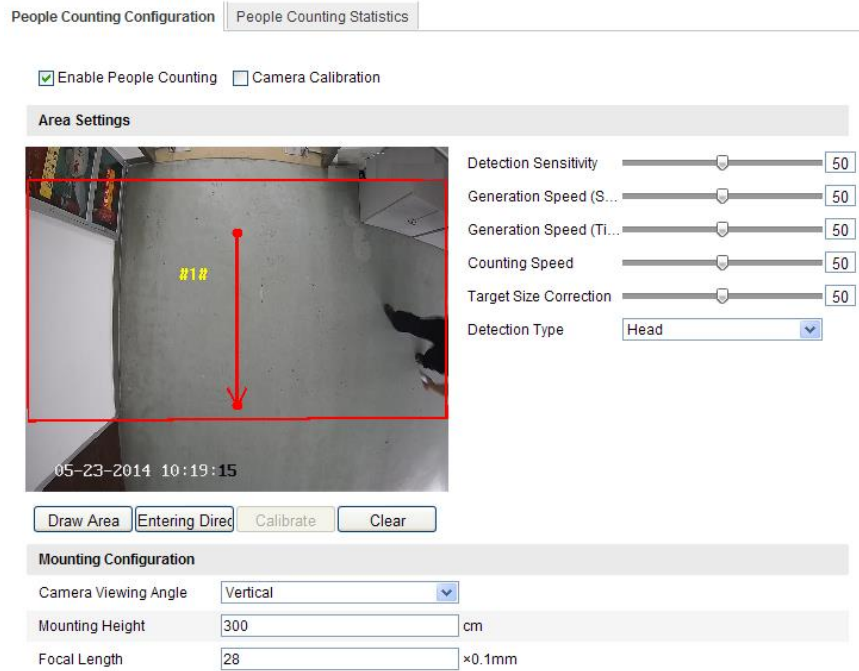 People Counting Configuration People Counting Statistics
Enable People Counting Camera Calibration
Area Settings
Detection Sensitivity 50
Generation Speed (S... 50
Generation Speed (Ti... 50
#1#
Counting Speed 50
Target Size Correction 50
Detection Type Head
05-23-2014 10:19:15
Draw Area Entering Direc Calibrate Clear
Mounting Configuration
Camera Viewing Angle Vertical
Mounting Height 300 cm
Focal Length 28 ×0.1mm